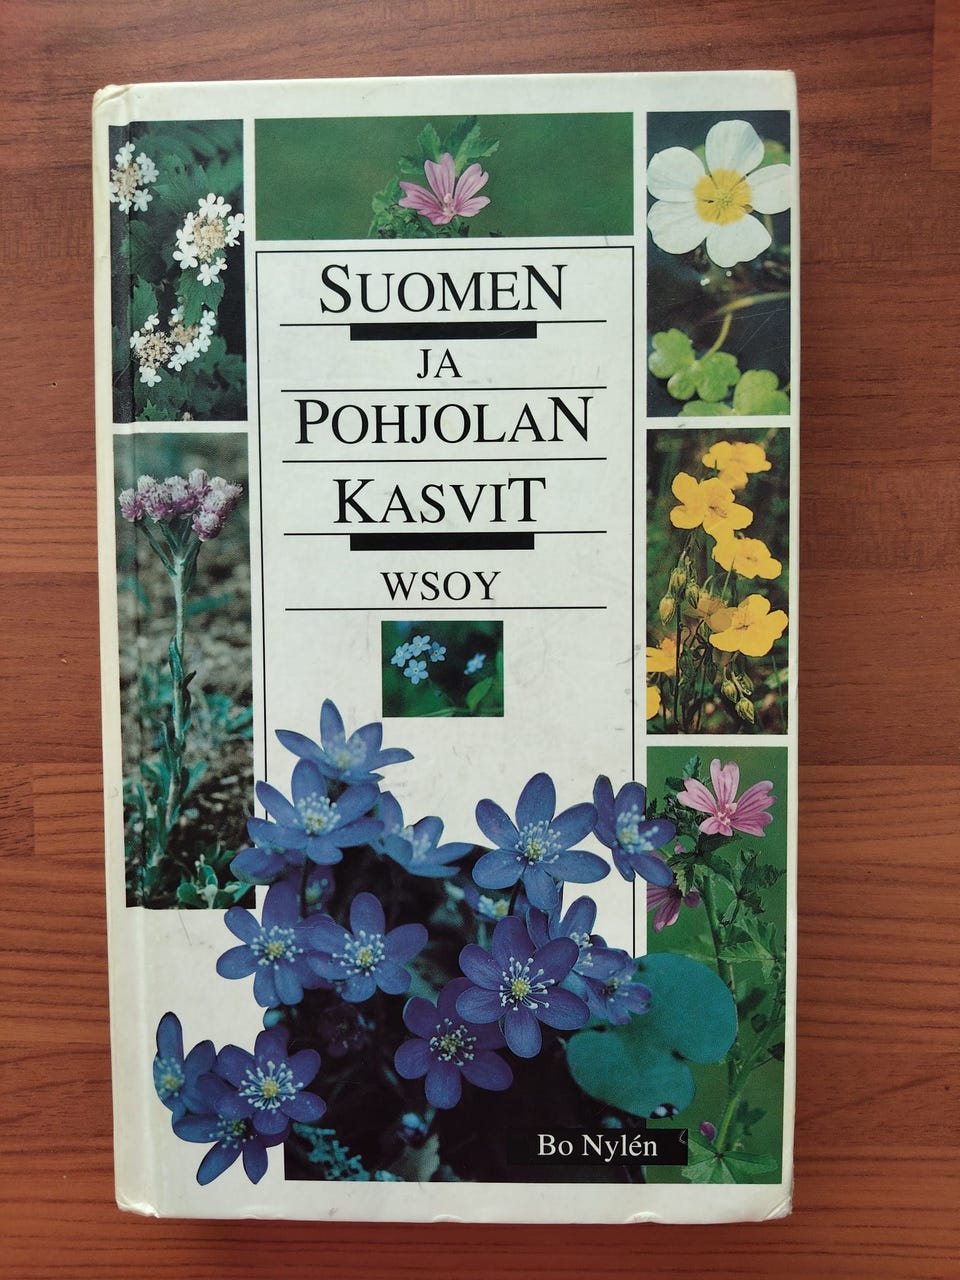 SUOMEN
JA
POHJOLAN
KASVIT
WSOY
Bo Nylén